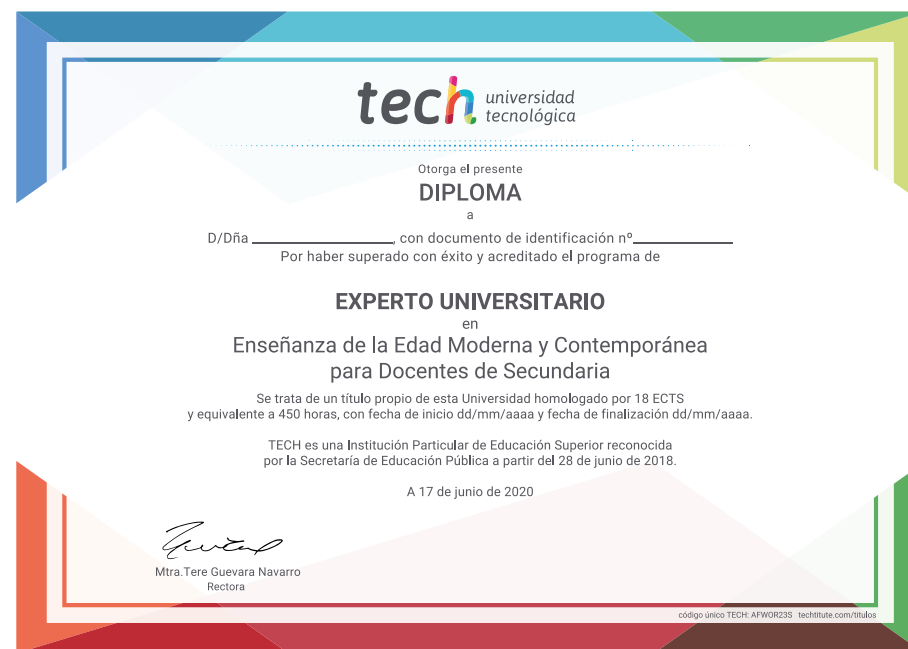 tech universidad
tecnológica
Otorga el presente
DIPLOMA
a
D/Dña ____________, con documento de identificación nº____________
Por haber superado con éxito y acreditado el programa de
EXPERTO UNIVERSITARIO
en
Enseñanza de la Edad Moderna y Contemporánea
para Docentes de Secundaria
Se trata de un título propio de esta Universidad homologado por 18 ECTS
y equivalente a 450 horas, con fecha de inicio dd/mm/aaaa y fecha de finalización dd/mm/aaaa.
TECH es una Institución Particular de Educación Superior reconocida
por la Secretaría de Educación Pública a partir del 28 de junio de 2018.
A 17 de junio de 2020
Mtra.Tere Guevara Navarro
Rectora
código único TECH: AFWOR23S techtitute.com/titulos